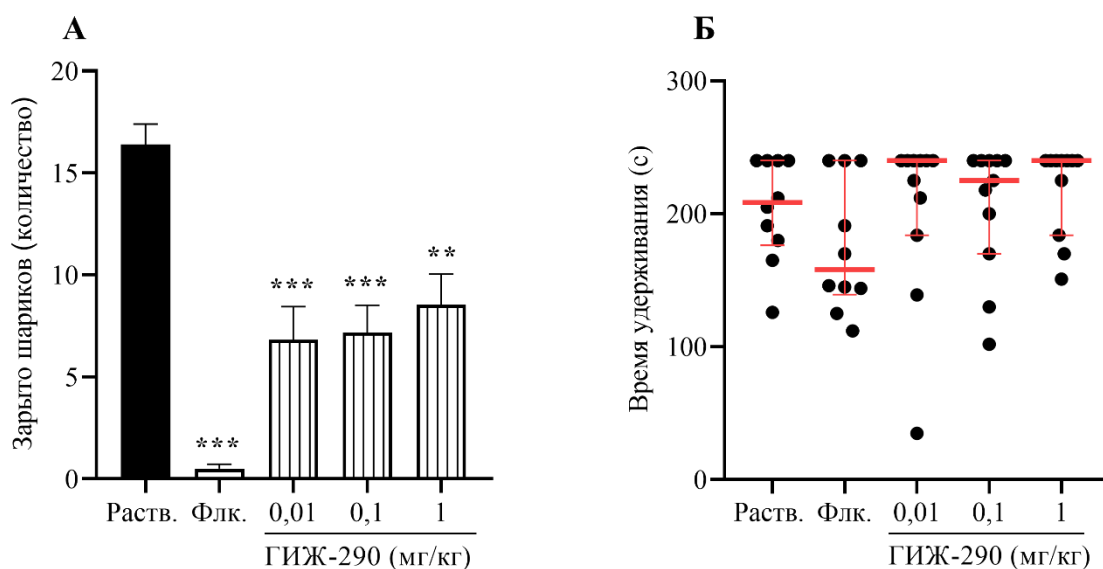 А
Зарыто шариков (количество)
20
15
10
5
0
***
***
***
**
Раств. Флк. 0,01 0,1 1
ГИЖ-290 (мг/кг)
Б
Время удерживания (с)
300
200
100
0
Раств. Флк. 0,01 0,1 1
ГИЖ-290 (мг/кг)